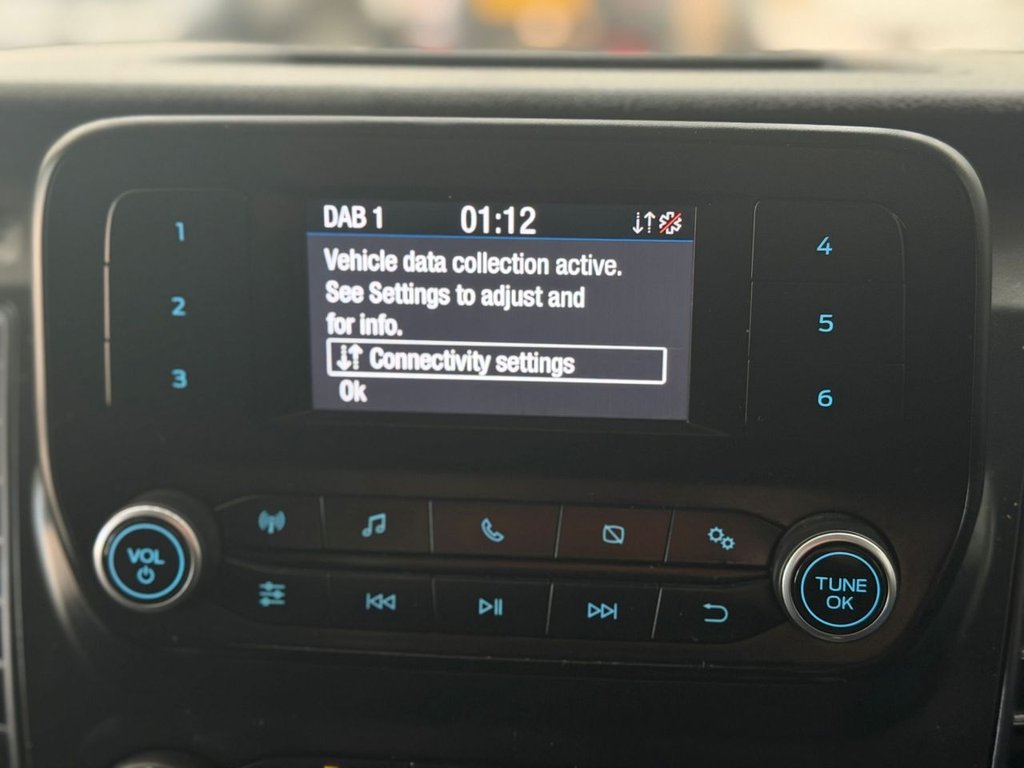 DAB 1 01:12
Vehicle data collection active.
See Settings to adjust and
for info.
Connectivity settings
Ok
1
2
3
4
5
6
VOL
TUNE
OK